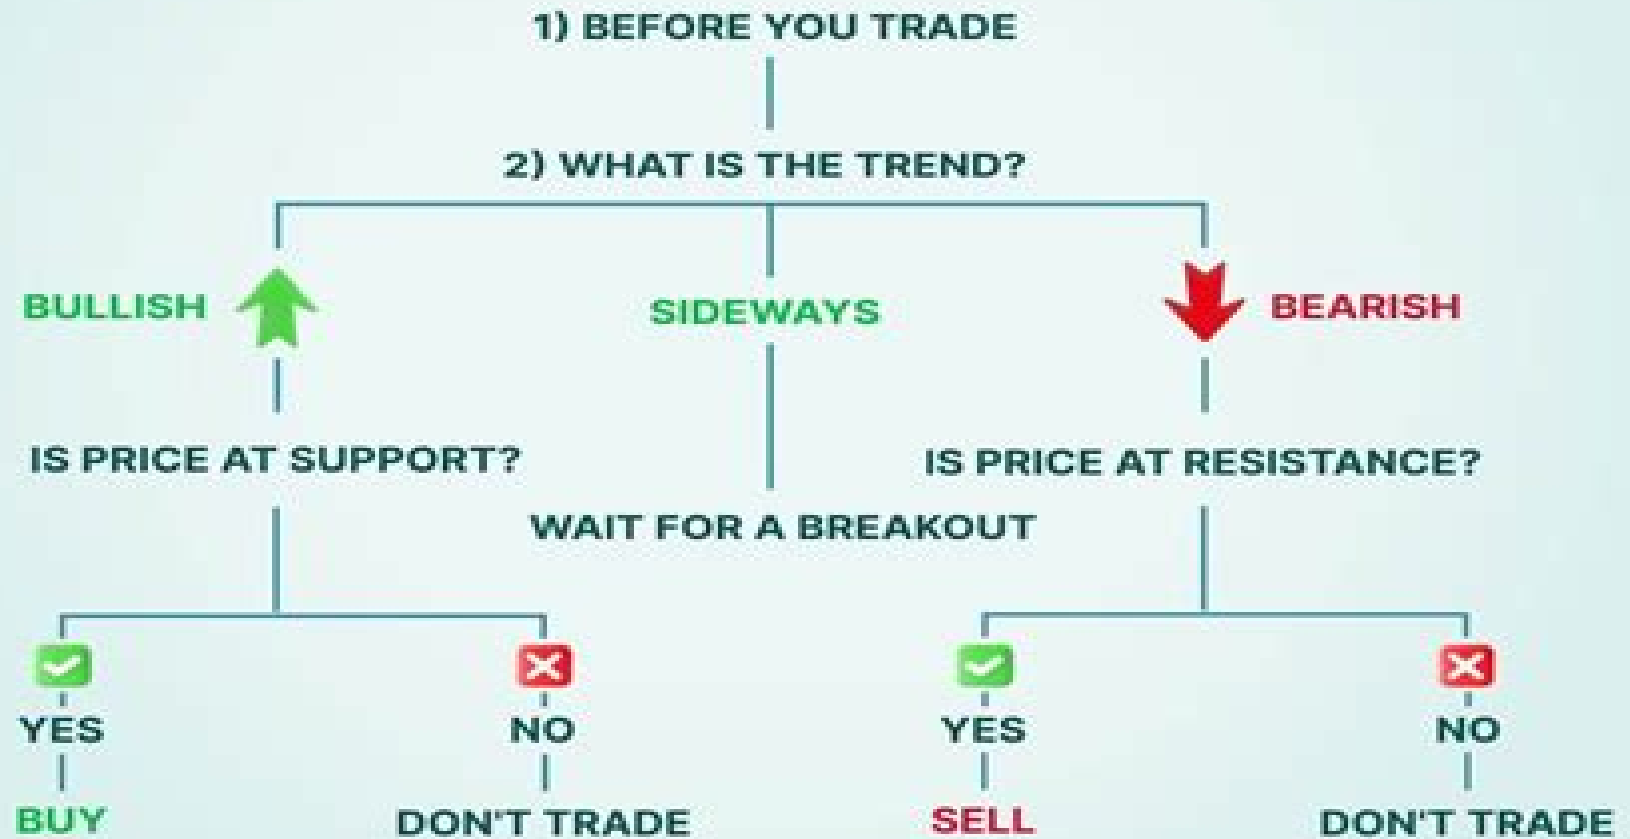 1) BEFORE YOU TRADE
2) WHAT IS THE TREND?
BULLISH
SIDEWAYS
BEARISH
IS PRICE AT SUPPORT?
IS PRICE AT RESISTANCE?
WAIT FOR A BREAKOUT
YES
NO
YES
NO
BUY
DON'T TRADE
SELL
DON'T TRADE